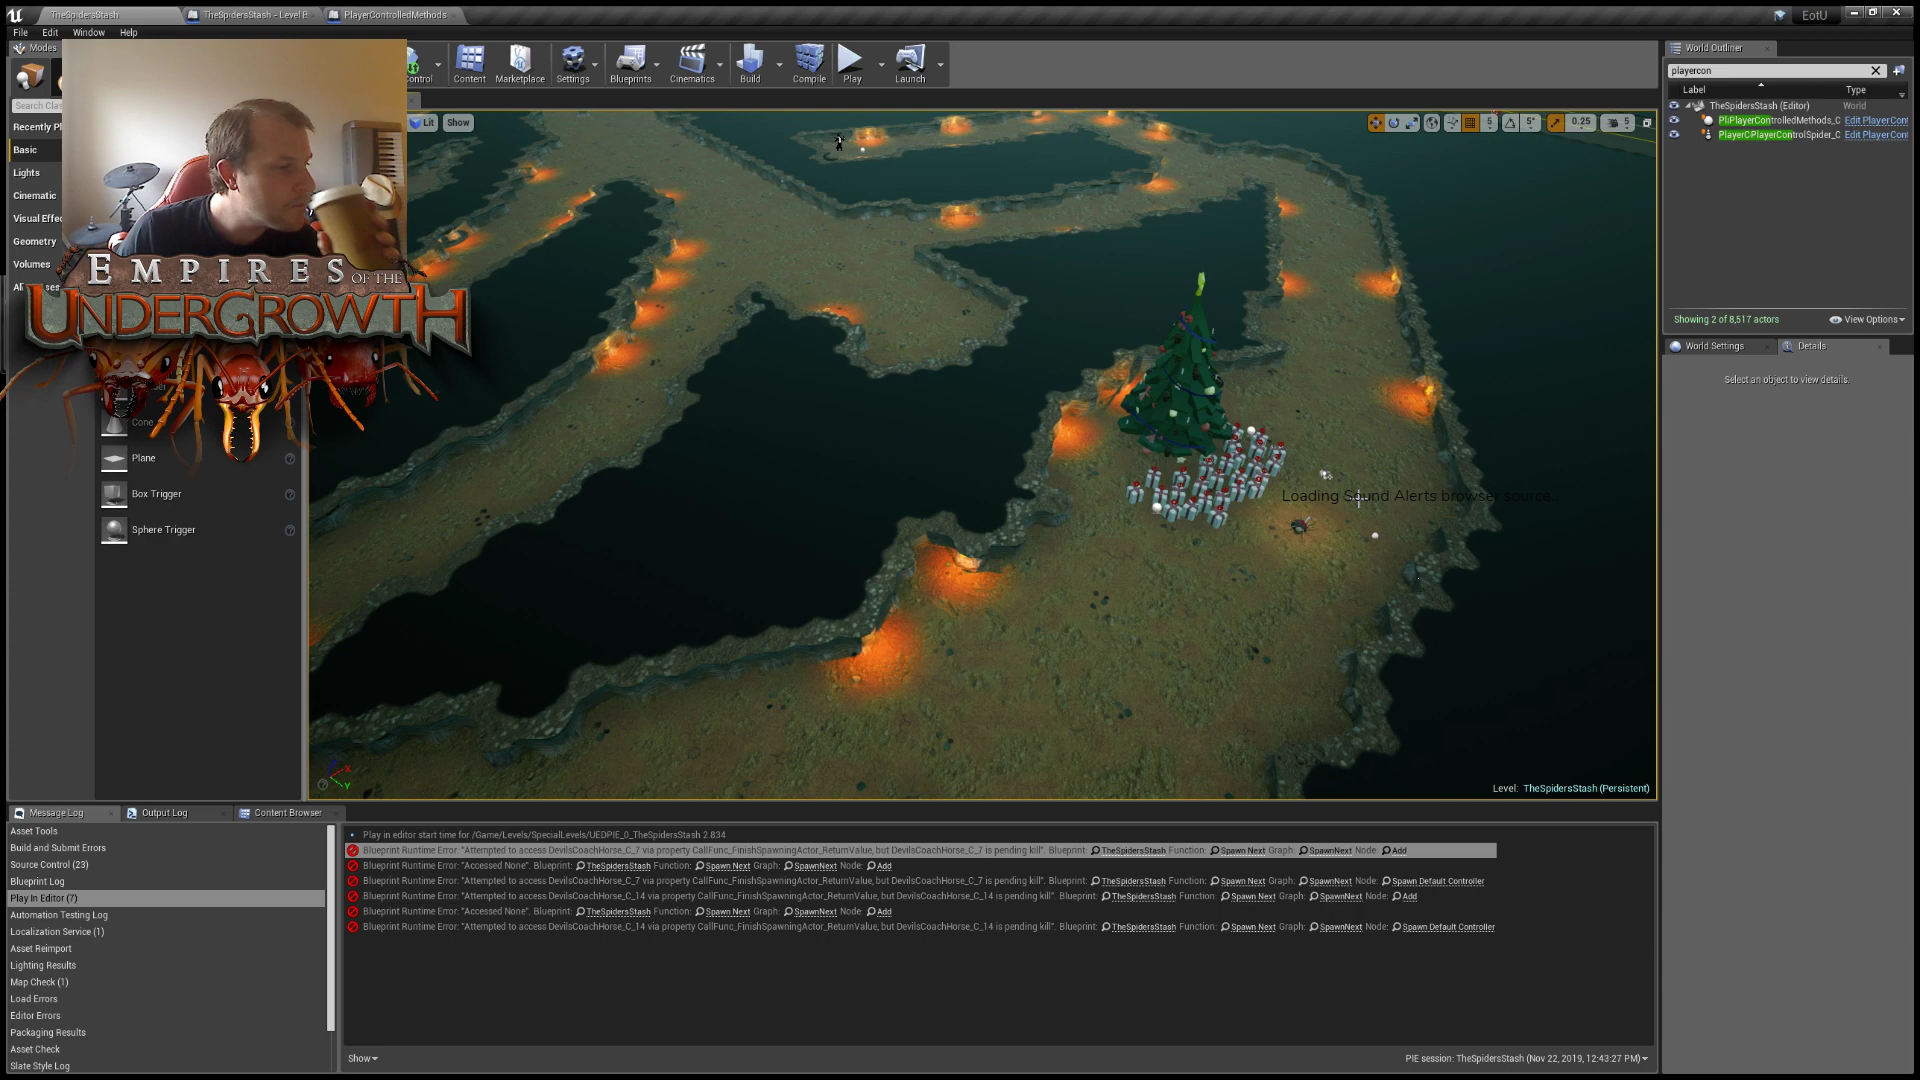 TheSpidersStash
TheSpidersStash - Level B
PlayerControlledMethods
EotU
File Edit Window Help
Modes
Content
Marketplace
Settings
Blueprints
Cinematics
Build
Compile
Play
Launch
Search Cla
Recently Pl
Basic
Lights
Cinematic
Visual Effe
Geometry
Volumes
EMPIRES OF THE
UNDERGROWTH
Cone
Plane
Box Trigger
Sphere Trigger
Lit
Show
5
5°
0.25
5
Loading Sound Alerts browser source..
Level: TheSpidersStash (Persistent)
World Outliner
playercon
Label
Type
TheSpidersStash (Editor) World
PlayerControlledMethods_C Edit PlayerCont
PlayerControlSpider_C Edit PlayerCont
Showing 2 of 8,517 actors
View Options
World Settings
Details
Select an object to view details.
Message Log
Output Log
Content Browser
Asset Tools
Build and Submit Errors
Source Control (23)
Blueprint Log
Play In Editor (7)
Automation Testing Log
Localization Service (1)
Asset Reimport
Lighting Results
Map Check (1)
Load Errors
Editor Errors
Packaging Results
Asset Check
Slate Style Log
Play in editor start time for /Game/Levels/SpecialLevels/UEDPIE_0_TheSpidersStash 2.834
Blueprint Runtime Error: "Attempted to access DevilsCoachHorse_C_7 via property CallFunc_FinishSpawningActor_ReturnValue, but DevilsCoachHorse_C_7 is pending kill". Blueprint: TheSpidersStash Function: Spawn Next Graph: SpawnNext Node: Add
Blueprint Runtime Error: "Accessed None". Blueprint: TheSpidersStash Function: Spawn Next Graph: SpawnNext Node: Add
Blueprint Runtime Error: "Attempted to access DevilsCoachHorse_C_7 via property CallFunc_FinishSpawningActor_ReturnValue, but DevilsCoachHorse_C_7 is pending kill". Blueprint: TheSpidersStash Function: Spawn Next Graph: SpawnNext Node: Spawn Default Controller
Blueprint Runtime Error: "Attempted to access DevilsCoachHorse_C_14 via property CallFunc_FinishSpawningActor_ReturnValue, but DevilsCoachHorse_C_14 is pending kill". Blueprint: TheSpidersStash Function: Spawn Next Graph: SpawnNext Node: Add
Blueprint Runtime Error: "Accessed None". Blueprint: TheSpidersStash Function: Spawn Next Graph: SpawnNext Node: Add
Blueprint Runtime Error: "Attempted to access DevilsCoachHorse_C_14 via property CallFunc_FinishSpawningActor_ReturnValue, but DevilsCoachHorse_C_14 is pending kill". Blueprint: TheSpidersStash Function: Spawn Next Graph: SpawnNext Node: Spawn Default Controller
Show
PIE session: TheSpidersStash (Nov 22, 2019, 12:43:27 PM)